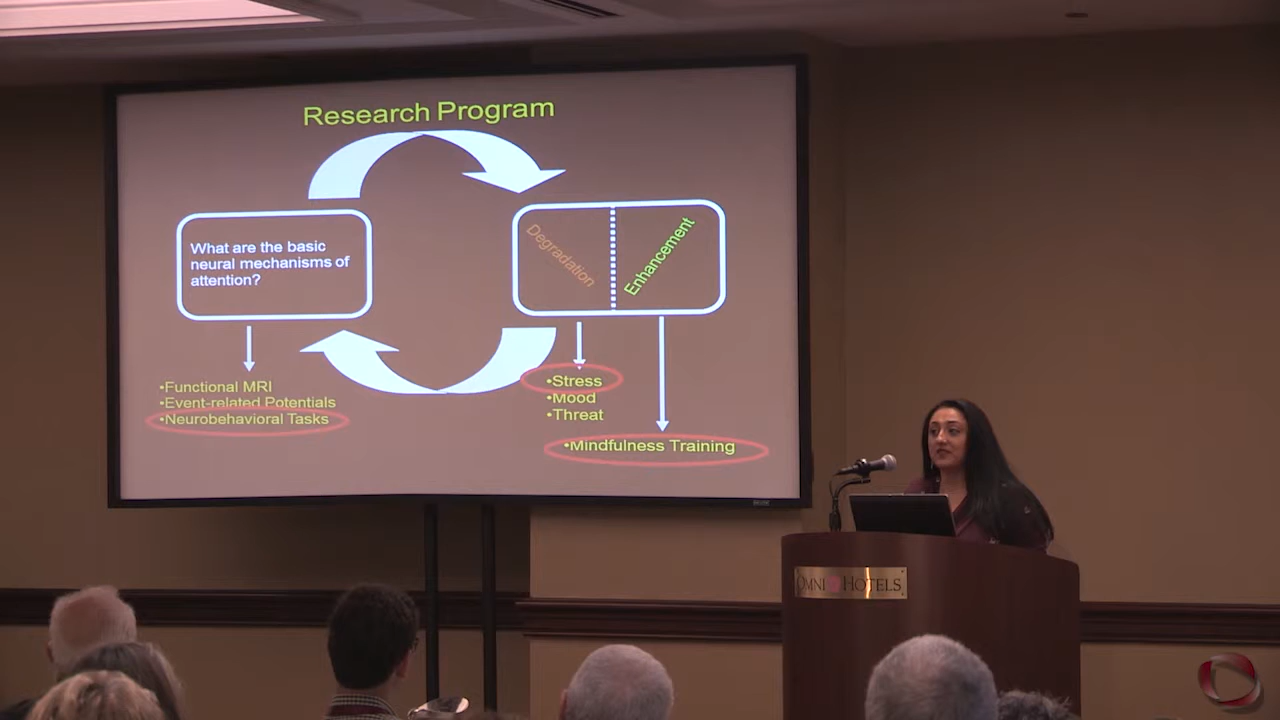 Research Program
What are the basic
neural mechanisms of
attention?
Degradation
Enhancement
•Functional MRI
•Event-related Potentials
•Neurobehavioral Tasks
•Stress
•Mood
•Threat
•Mindfulness Training
OMNI HOTELS